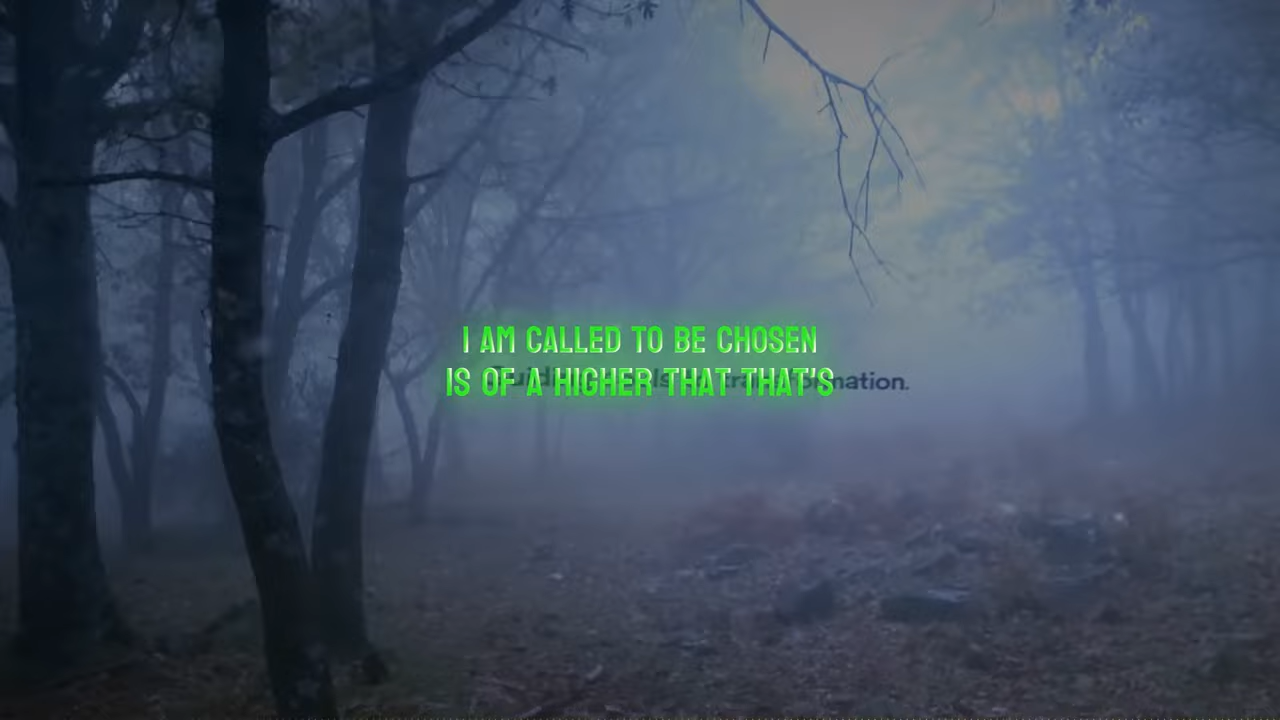 I AM CALLED TO BE CHOSEN
IS OF A HIGHER THAT THAT'S